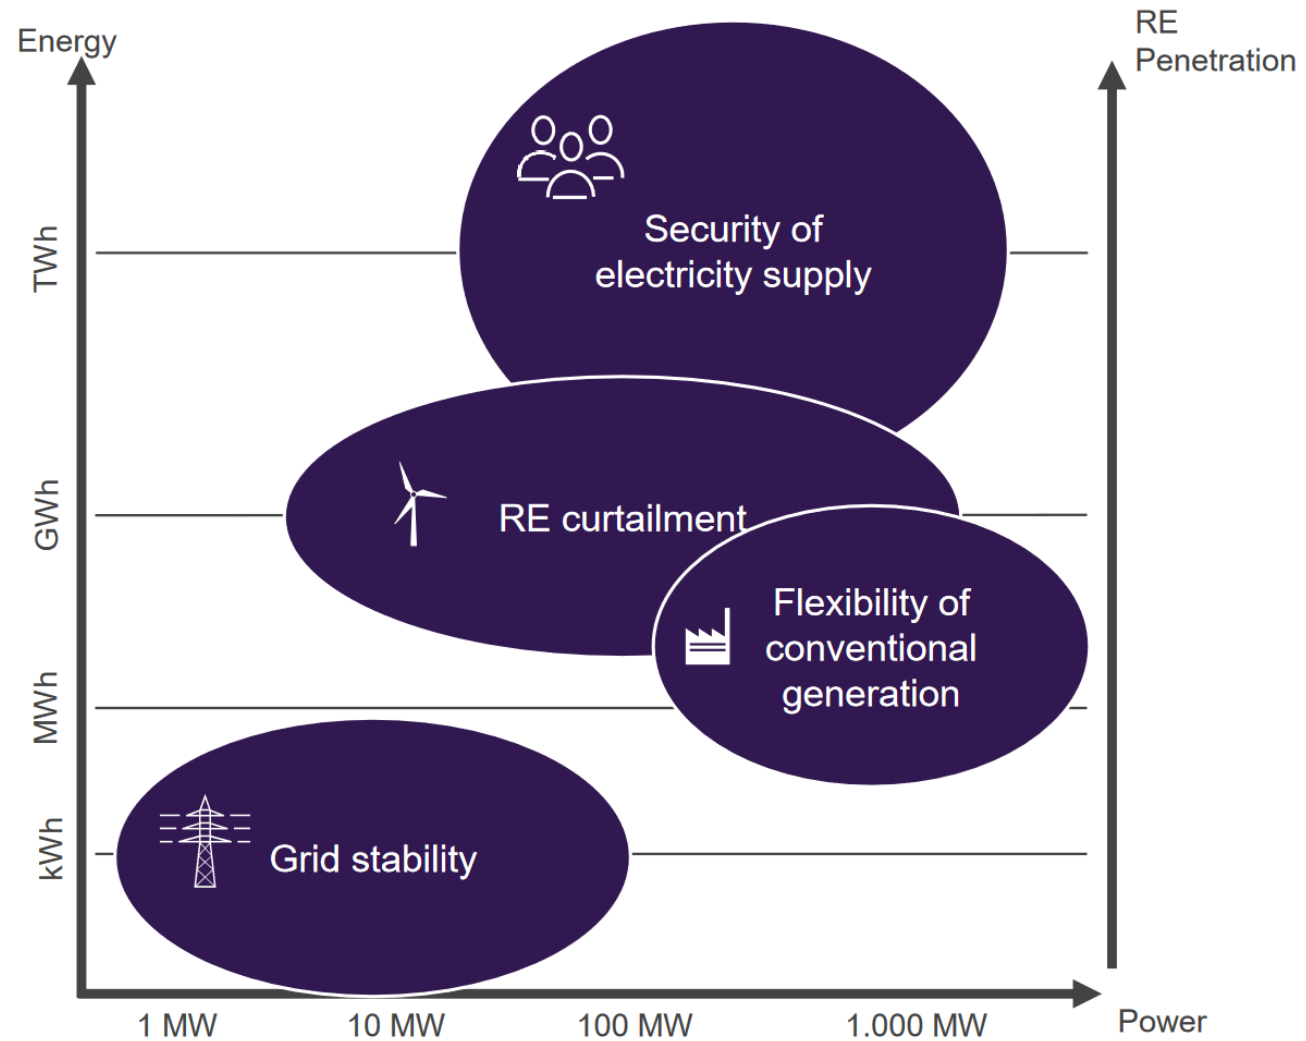 Energy
RE
Penetration
TWh
GWh
MWh
kWh
Security of
electricity supply
RE curtailment
Flexibility of
conventional
generation
Grid stability
1 MW
10 MW
100 MW
1.000 MW
Power